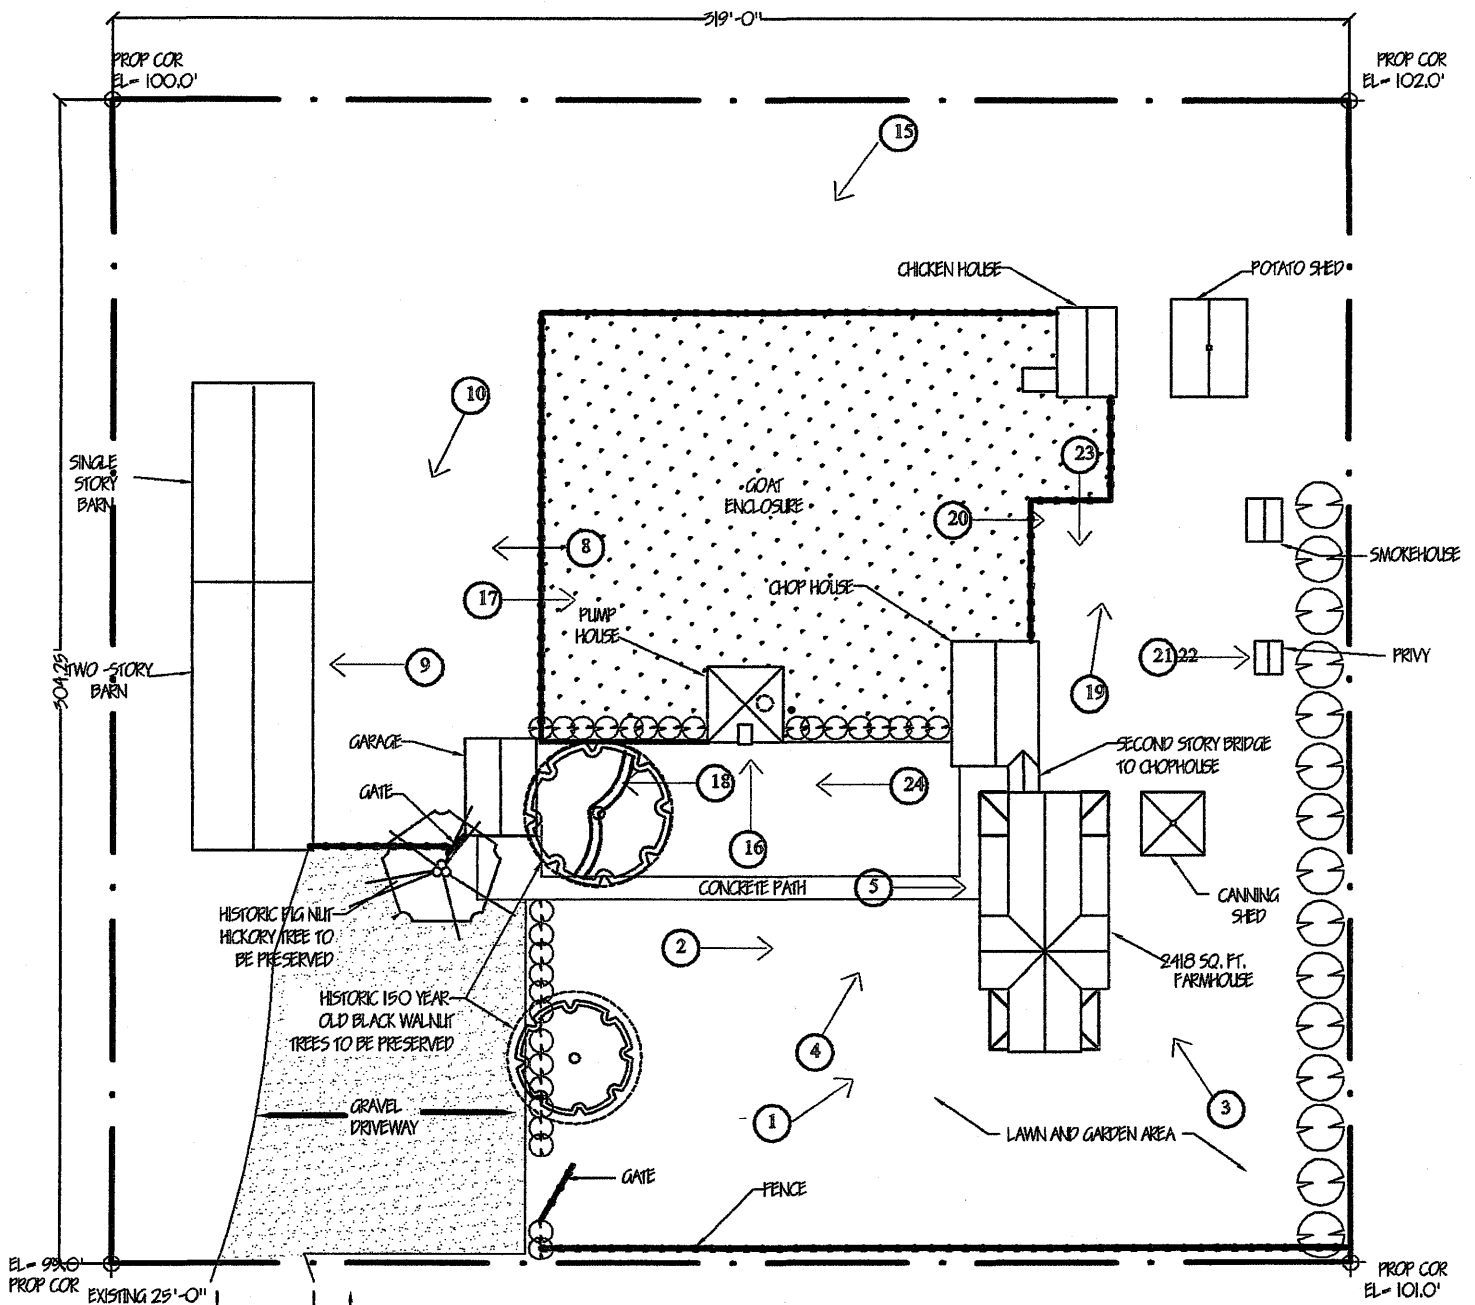 319'-0"
PROP COR
EL= 100.0'
PROP COR
EL= 102.0'
15
CHICKEN HOUSE
POTATO SHED
10
SINGLE
STORY
BARN
23
GOAT
ENCLOSURE
20
8
SMOKEHOUSE
CHOP HOUSE
17
PUMP
HOUSE
304.25'
TWO -STORY
BARN
9
21
22
PRIVY
19
GARAGE
SECOND STORY BRIDGE
TO CHOPHOUSE
GATE
18
24
16
CONCRETE PATH
5
CANNING
SHED
HISTORIC PIG NUT
HICKORY TREE TO
BE PRESERVED
2
2418 SQ. FT.
FARMHOUSE
HISTORIC 150 YEAR
OLD BLACK WALNUT
TREES TO BE PRESERVED
4
GRAVEL
DRIVEWAY
1
3
LAWN AND GARDEN AREA
GATE
FENCE
EL= 99.0'
PROP COR
EXISTING 25'-0"
PROP COR
EL= 101.0'